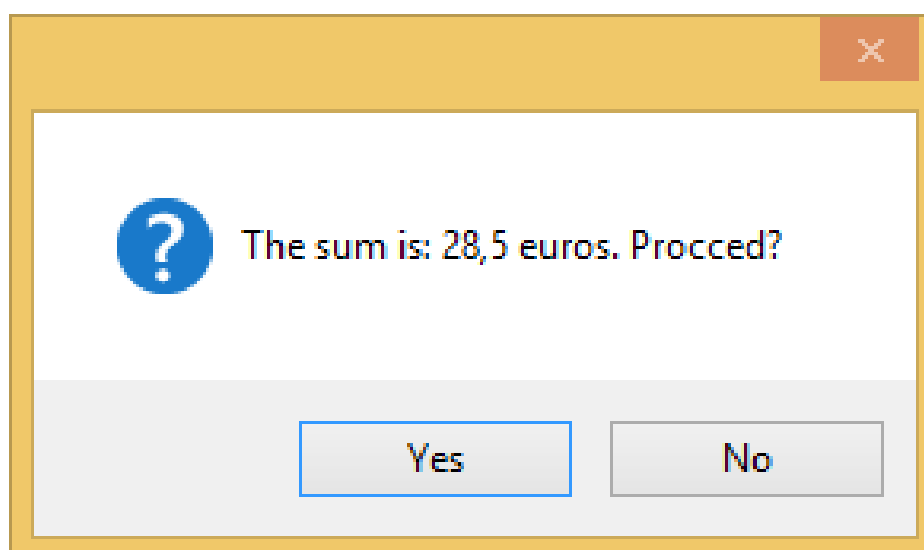 The sum is: 28,5 euros. Procced?
Yes
No